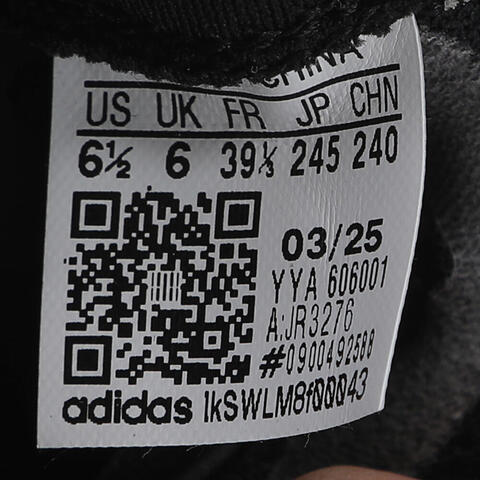 CHINA
US UK FR JP CHN
6½ 6 39⅓ 245 240
03/25
YYA 606001
A:JR3276
#0900492588
adidas